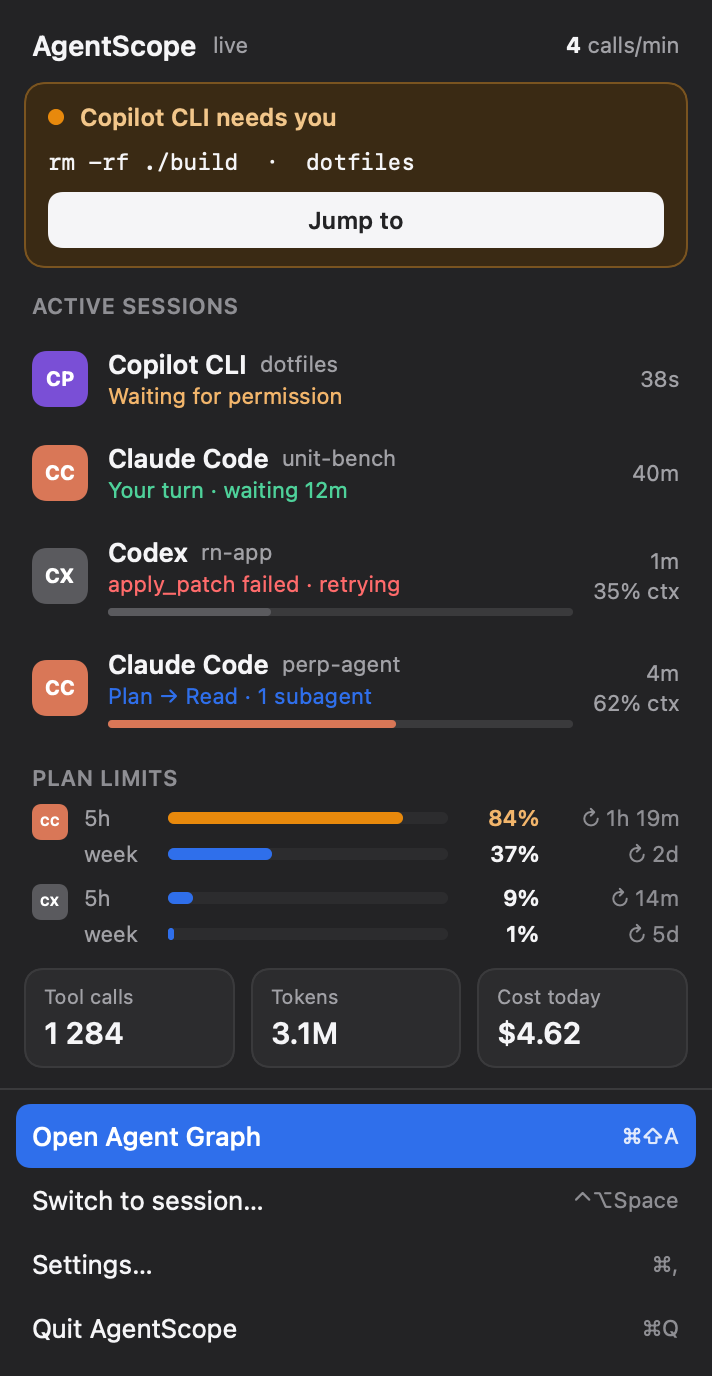 AgentScope live 4 calls/min
Copilot CLI needs you
rm -rf ./build · dotfiles
Jump to
ACTIVE SESSIONS
CP Copilot CLI dotfiles 38s
Waiting for permission
CC Claude Code unit-bench 40m
Your turn · waiting 12m
CX Codex rn-app 1m
apply_patch failed · retrying 35% ctx
CC Claude Code perp-agent 4m
Plan → Read · 1 subagent 62% ctx
PLAN LIMITS
CC 5h 84% ↻ 1h 19m
week 37% ↻ 2d
CX 5h 9% ↻ 14m
week 1% ↻ 5d
Tool calls Tokens Cost today
1 284 3.1M $4.62
Open Agent Graph ⌘⇧A
Switch to session... ^⌥Space
Settings... ⌘,
Quit AgentScope ⌘Q